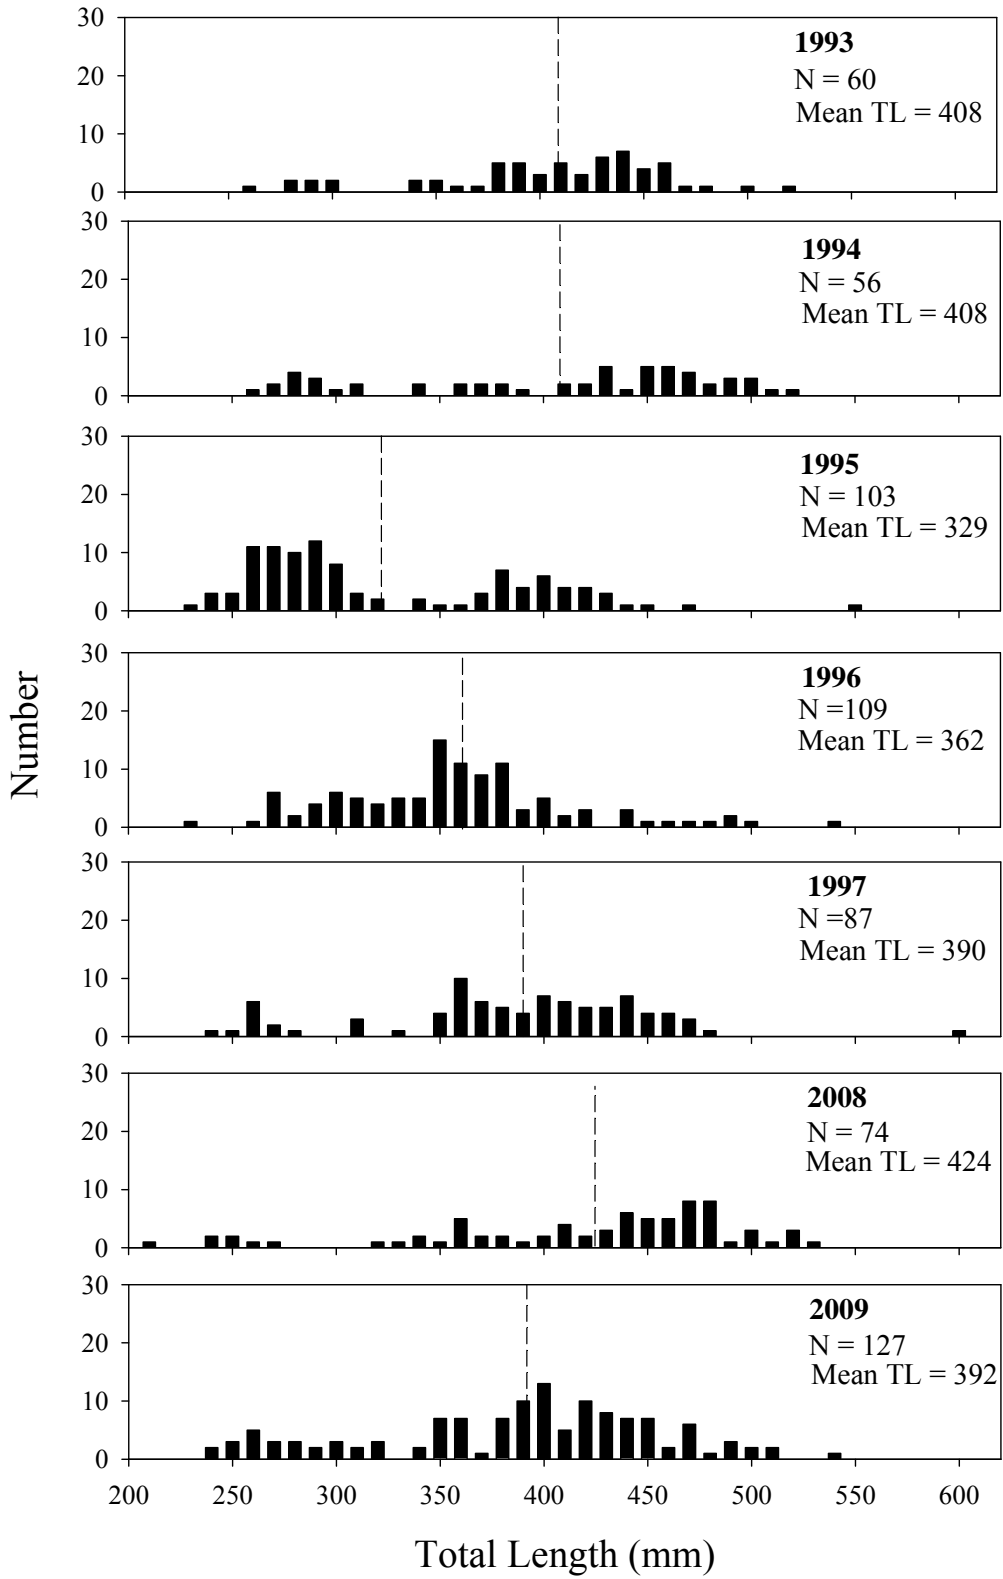 30
1993
N = 60
20
Mean TL = 408
10
0
30
1994
N = 56
20
Mean TL = 408
10
0
30
1995
N = 103
20
Mean TL = 329
10
0
30
1996
N =109
20
Mean TL = 362
10
0
30
1997
N =87
20
Mean TL = 390
10
0
30
2008
N = 74
20
Mean TL = 424
10
0
30
2009
N = 127
20
Mean TL = 392
10
0
200 250 300 350 400 450 500 550 600
Number
Total Length (mm)